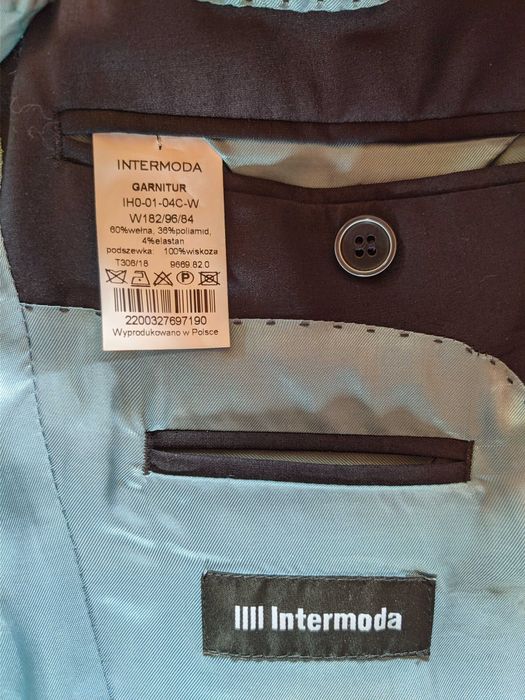 INTERMODA
GARNITUR
IH0-01-04C-W
W182/96/84
60%wełna, 36%poliamid,
4%elastan
podszewka: 100%wiskoza
T306/18 9669.82.0
P
2200327697190
Wyprodukowano w Polsce
Intermoda